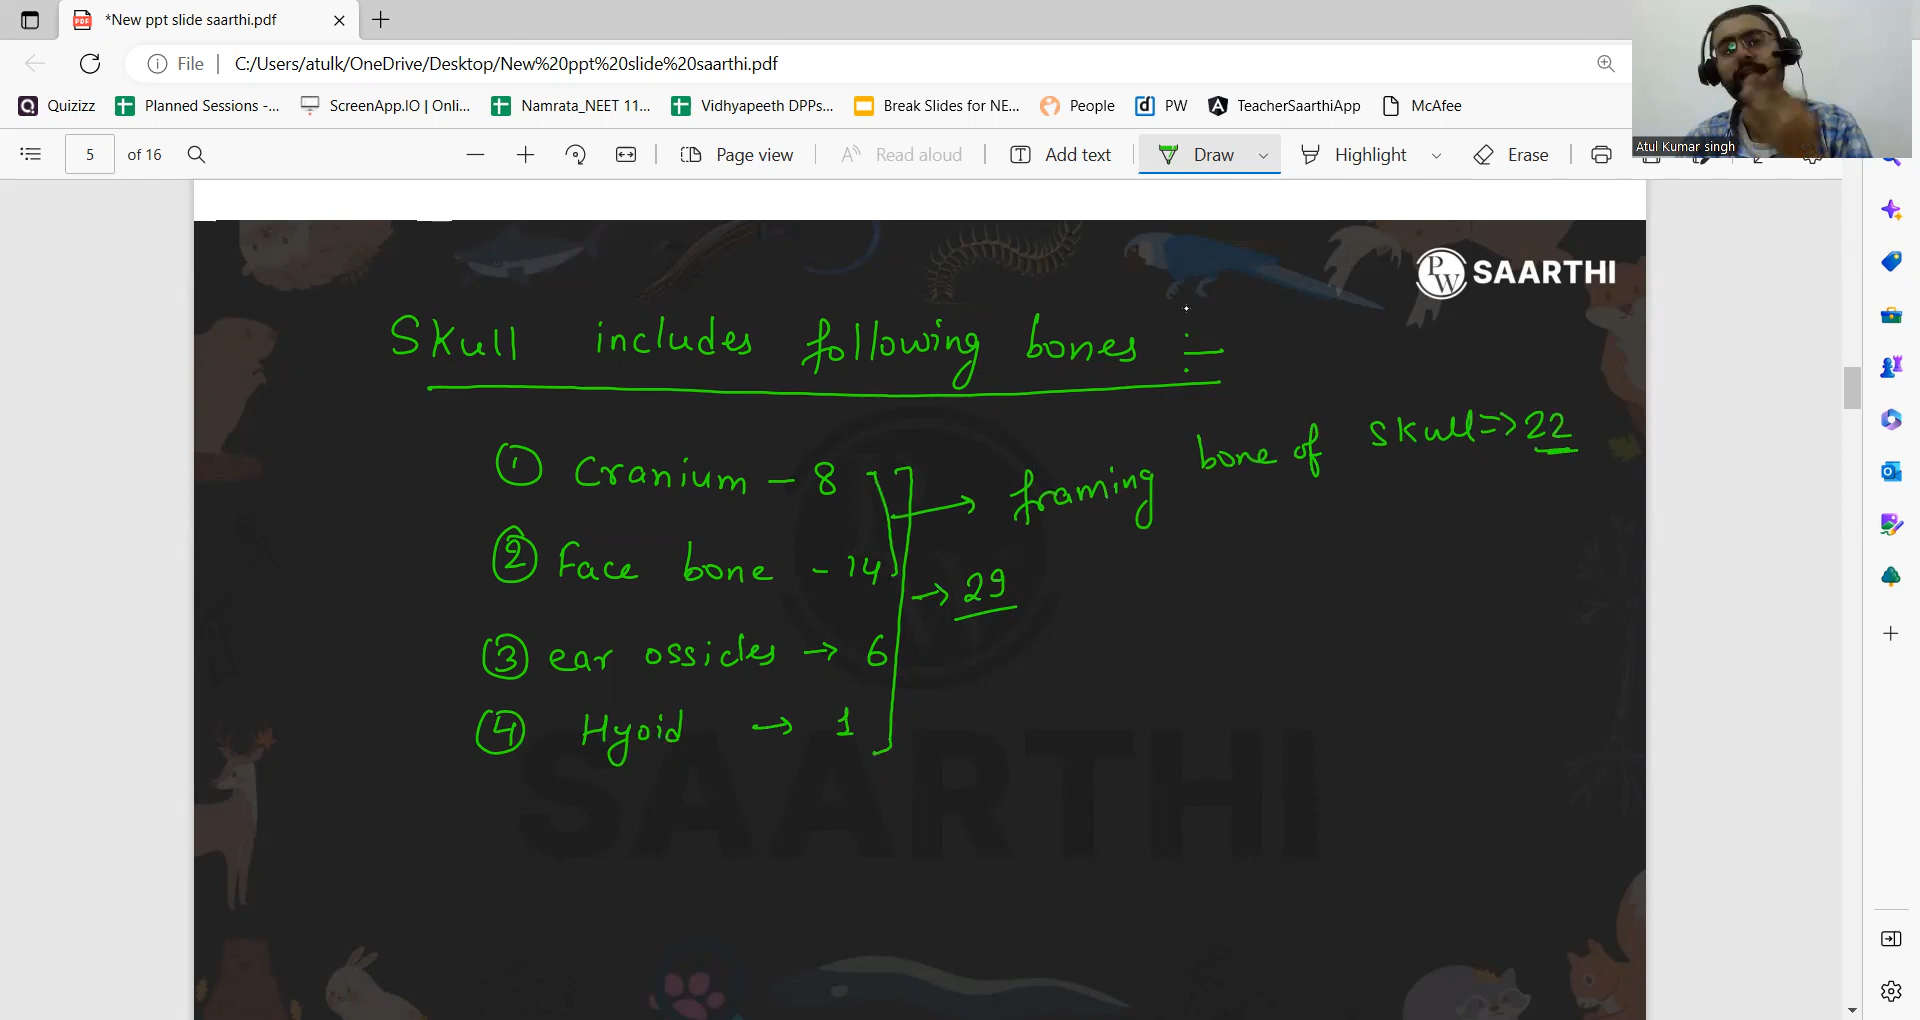 *New ppt slide saarthi.pdf
File
C:/Users/atulk/OneDrive/Desktop/New%20ppt%20slide%20saarthi.pdf
Quizizz
Planned Sessions -...
ScreenApp.IO | Onli...
Namrata_NEET 11...
Vidhyapeeth DPPs...
Break Slides for NE...
People
PW
TeacherSaarthiApp
McAfee
Atul Kumar singh
5 of 16
Page view
Read aloud
Add text
Draw
Highlight
Erase
PW SAARTHI
Skull includes following bones :-
① Cranium - 8
→ framing bone of skull => 22
② Face bone - 14
→ 29
③ ear ossicles → 6
④ Hyoid → 1
SAARTHI